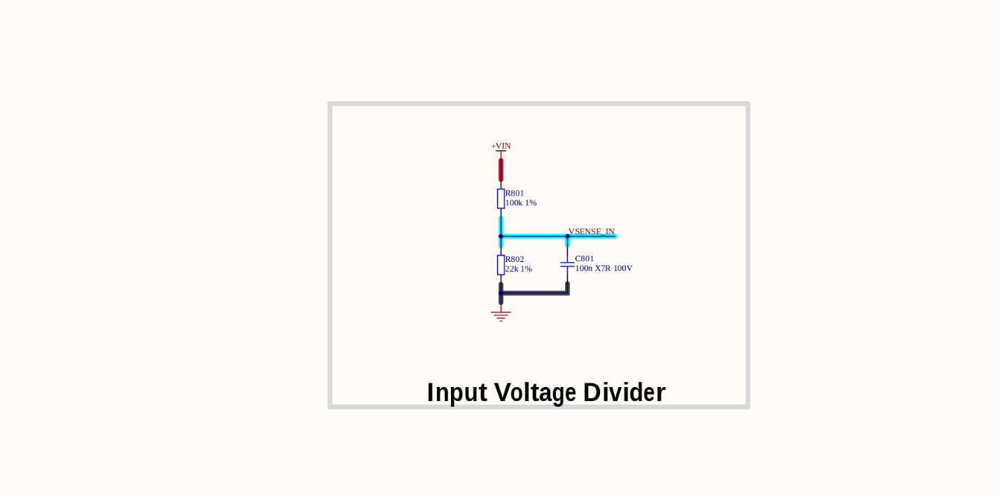 +VIN
R801
100k 1%
VSENSE_IN
R802
22k 1%
C801
100n X7R 100V
Input Voltage Divider